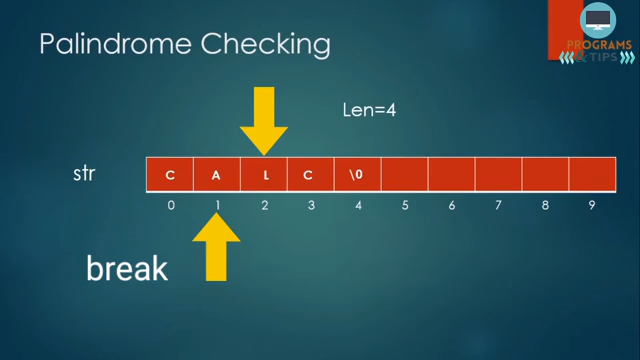 Palindrome Checking
PROGRAMS
& TIPS
Len=4
str
C A L C \0
0 1 2 3 4 5 6 7 8 9
break